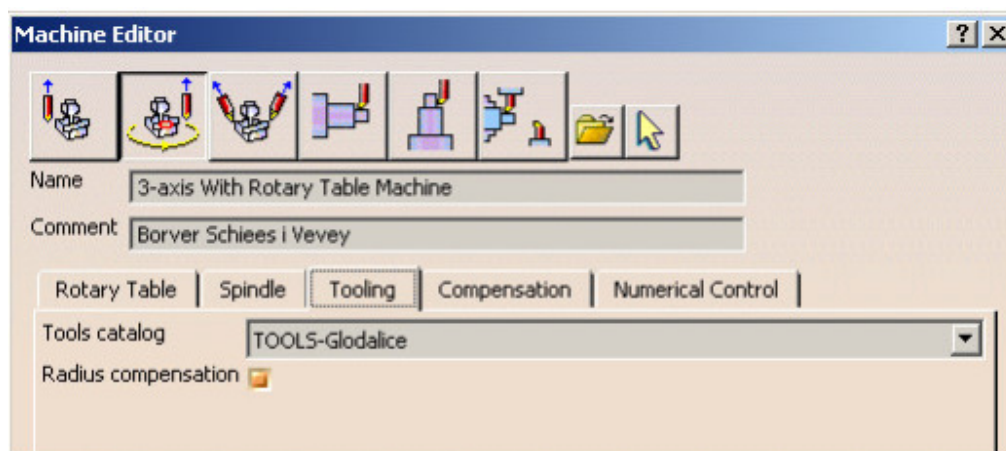 Machine Editor
Name 3-axis With Rotary Table Machine
Comment Borver Schiees i Vevey
Rotary Table Spindle Tooling Compensation Numerical Control
Tools catalog TOOLS-Glodalice
Radius compensation